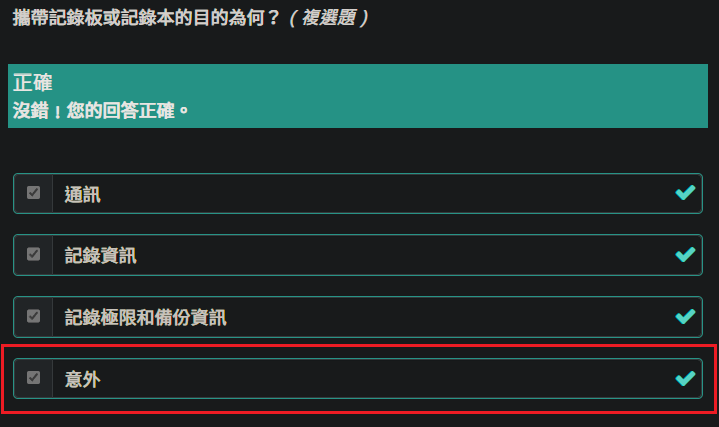 攜帶記錄板或記錄本的目的為何？（複選題）
正確
沒錯！您的回答正確。
通訊
記錄資訊
記錄極限和備份資訊
意外